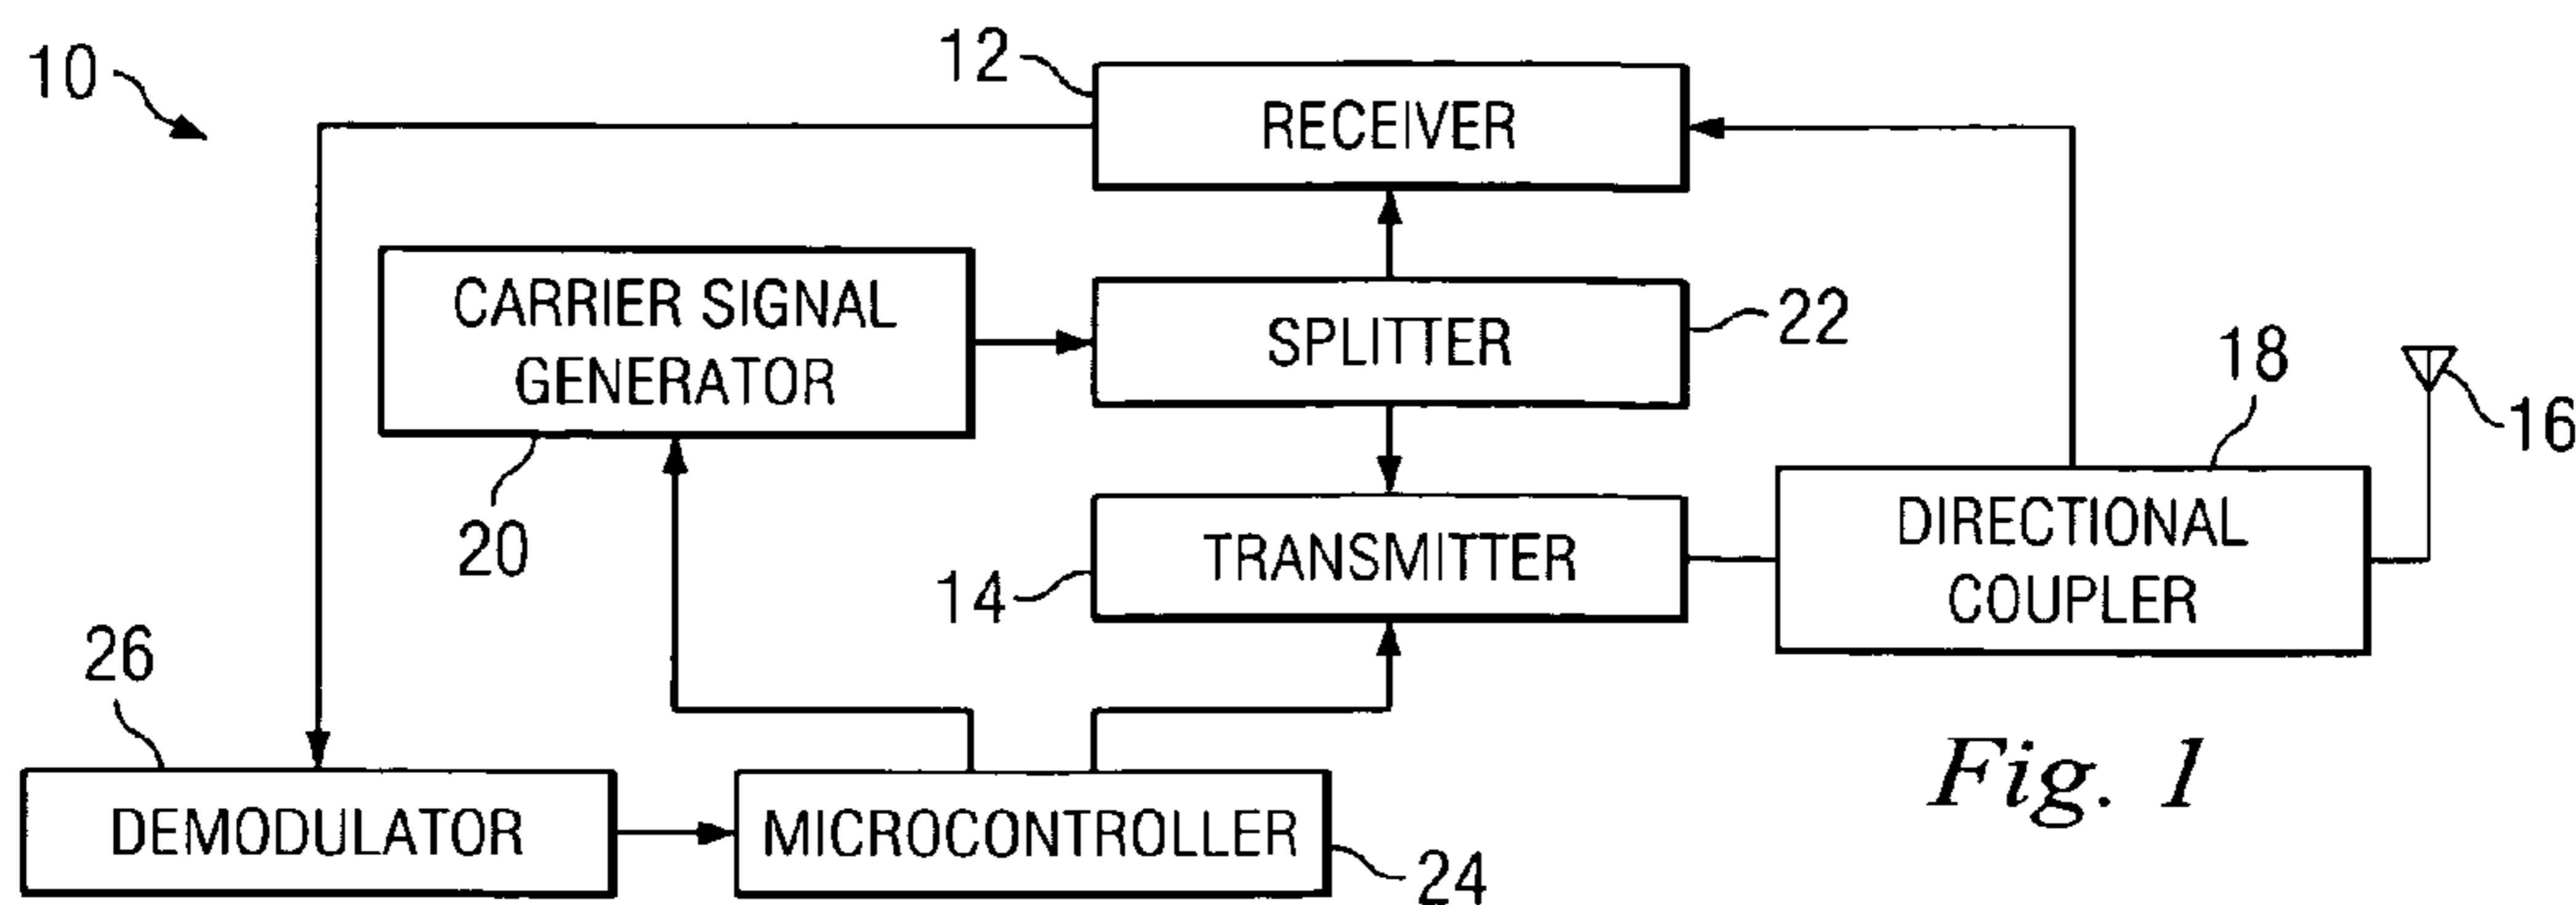 10
12
RECEIVER
CARRIER SIGNAL
GENERATOR
20
SPLITTER
22
18
16
14
TRANSMITTER
DIRECTIONAL
COUPLER
26
DEMODULATOR
MICROCONTROLLER
24
Fig. 1